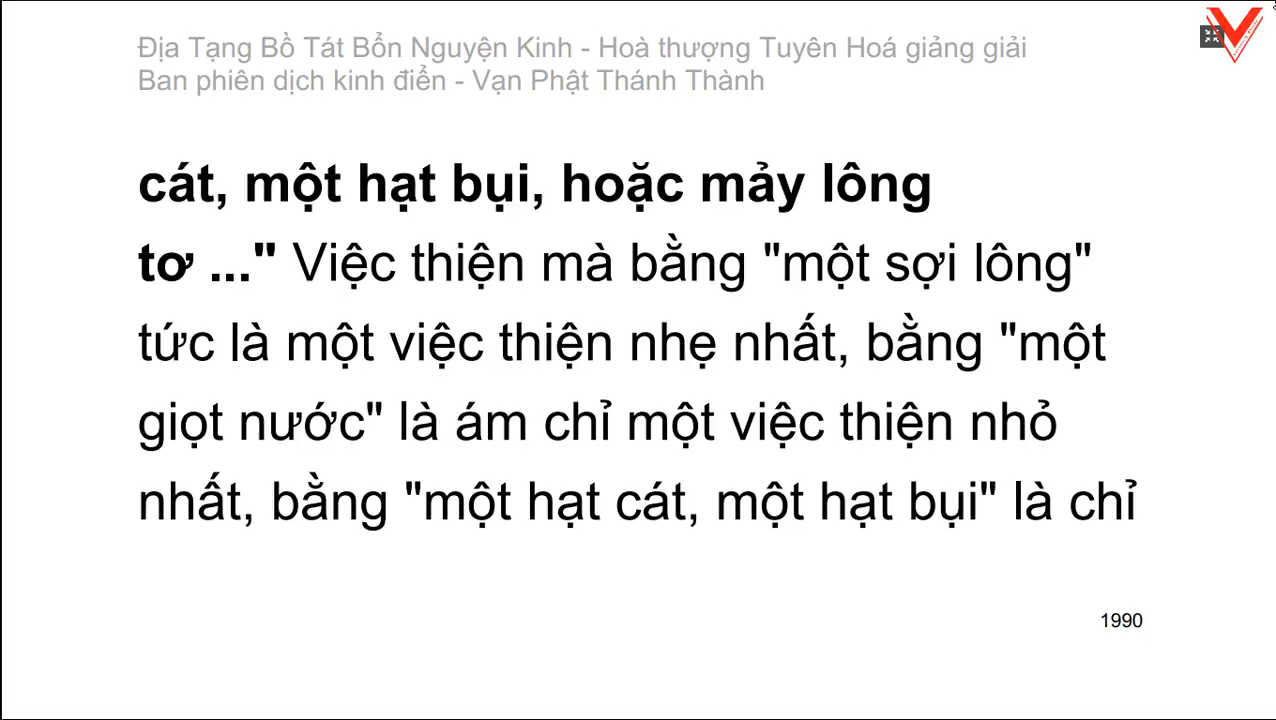 Địa Tạng Bồ Tát Bổn Nguyện Kinh - Hoà thượng Tuyên Hoá giảng giải
Ban phiên dịch kinh điển - Vạn Phật Thánh Thành
cát, một hạt bụi, hoặc mảy lông
tơ ..." Việc thiện mà bằng "một sợi lông"
tức là một việc thiện nhẹ nhất, bằng "một
giọt nước" là ám chỉ một việc thiện nhỏ
nhất, bằng "một hạt cát, một hạt bụi" là chỉ
1990